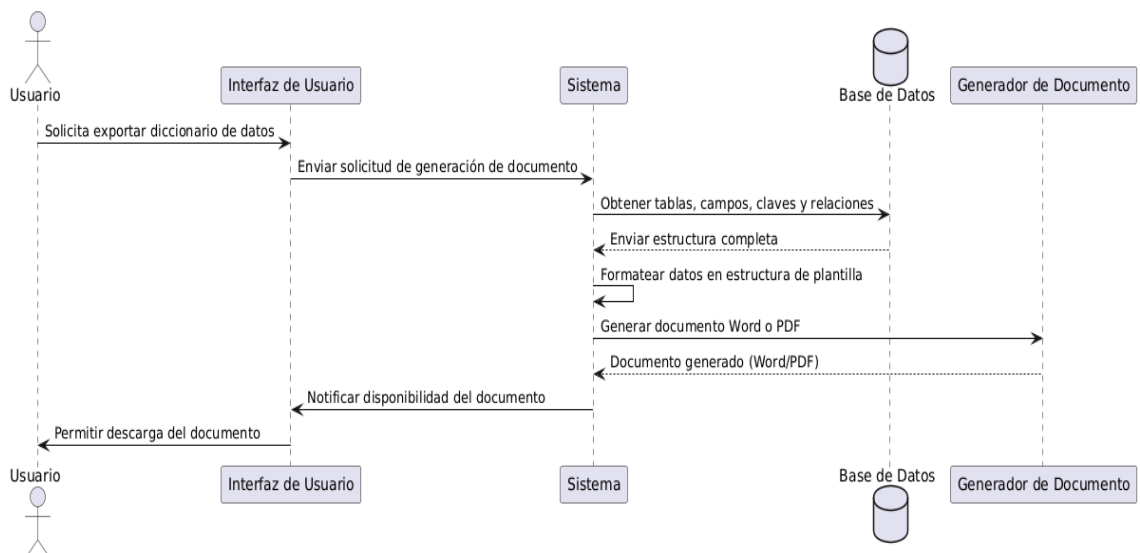 Usuario
Interfaz de Usuario
Sistema
Base de Datos
Generador de Documento
Solicita exportar diccionario de datos
Enviar solicitud de generación de documento
Obtener tablas, campos, claves y relaciones
Enviar estructura completa
Formatear datos en estructura de plantilla
Generar documento Word o PDF
Documento generado (Word/PDF)
Notificar disponibilidad del documento
Permitir descarga del documento
Usuario
Interfaz de Usuario
Sistema
Base de Datos
Generador de Documento